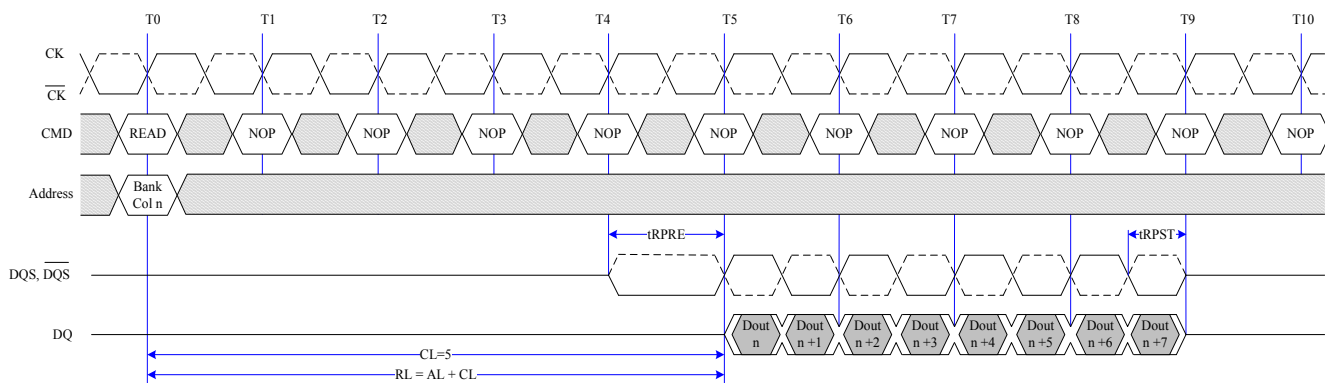 T0 T1 T2 T3 T4 T5 T6 T7 T8 T9 T10
CK
CK
CMD READ NOP NOP NOP NOP NOP NOP NOP NOP NOP NOP
Address Bank
Col n
tRPRE tRPST
DQS, DQS
DQ Dout Dout Dout Dout Dout Dout Dout Dout
n n +1 n +2 n +3 n +4 n +5 n +6 n +7
CL=5
RL = AL + CL